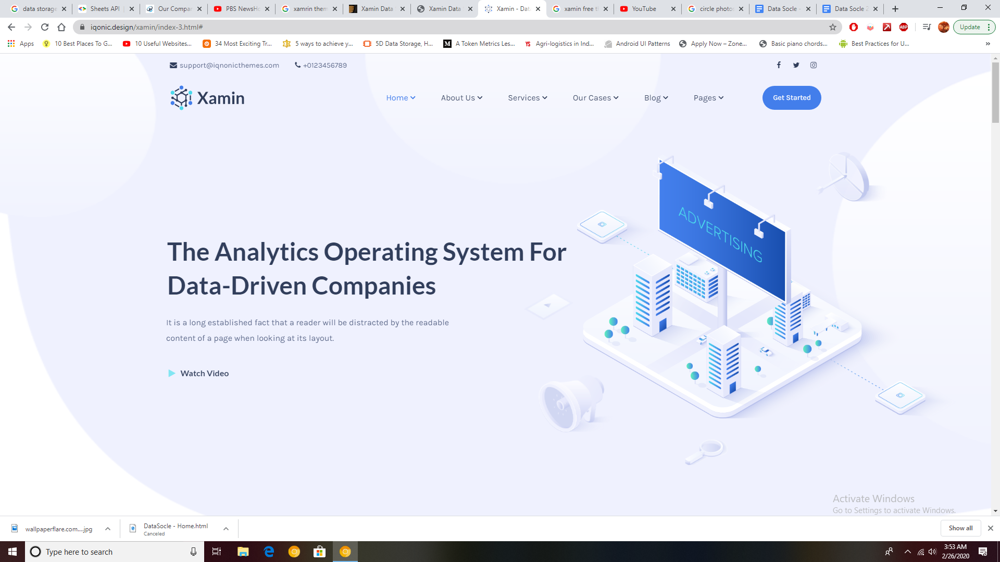 data storage
Sheets API
Our Compar
PBS NewsHo
xamrin them
Xamin Data
Xamin Data
Xamin - Data
xamin free th
YouTube
circle photos
Data Socle -
Data Socle 2
iqonic.design/xamin/index-3.html#
ABP
Update
Apps
10 Best Places To G...
10 Useful Websites...
34 Most Exciting Tr...
5 ways to achieve y...
5D Data Storage, H...
M
A Token Metrics Les...
YS
Agri-logistics in Ind...
Android UI Patterns
Apply Now – Zone...
Basic piano chords...
Best Practices for U...
»
support@iqnonicthemes.com
+0123456789
Xamin
Home
About Us
Services
Our Cases
Blog
Pages
Get Started
ADVERTISING
The Analytics Operating System For
Data-Driven Companies
It is a long established fact that a reader will be distracted by the readable
content of a page when looking at its layout.
Watch Video
Activate Windows
Go to Settings to activate Windows.
wallpaperflare.com....jpg
DataSocle - Home.html
Canceled
Show all
Type here to search
3:53 AM
2/26/2020